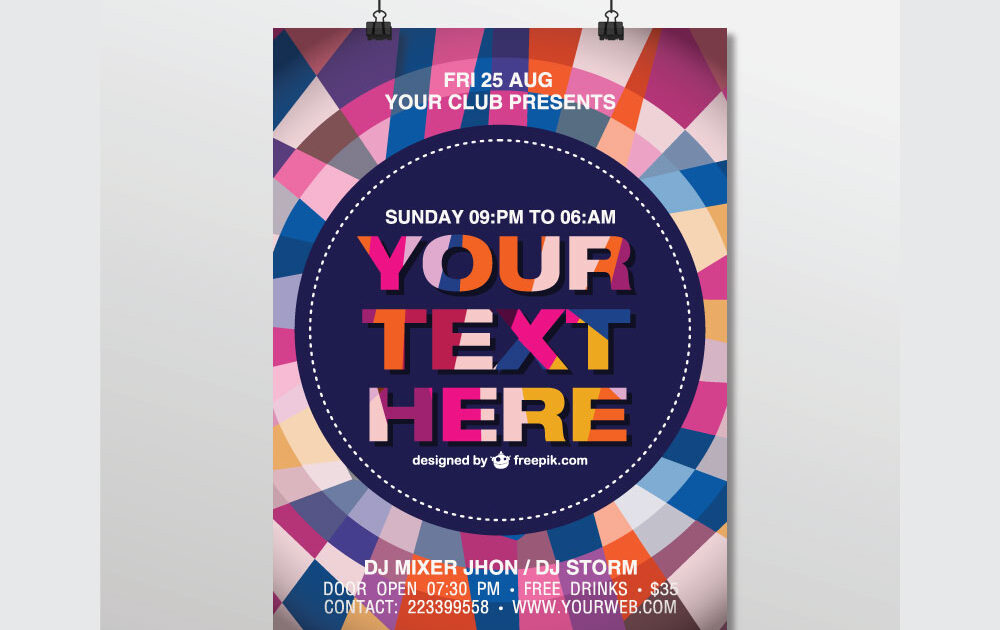 FRI 25 AUG
YOUR CLUB PRESENTS
SUNDAY 09:PM TO 06:AM
YOUR
TEXT
HERE
designed by freepik.com
DJ MIXER JHON / DJ STORM
DOOR OPEN 07:30 PM • FREE DRINKS • $35
CONTACT: 223399558 • WWW.YOURWEB.COM